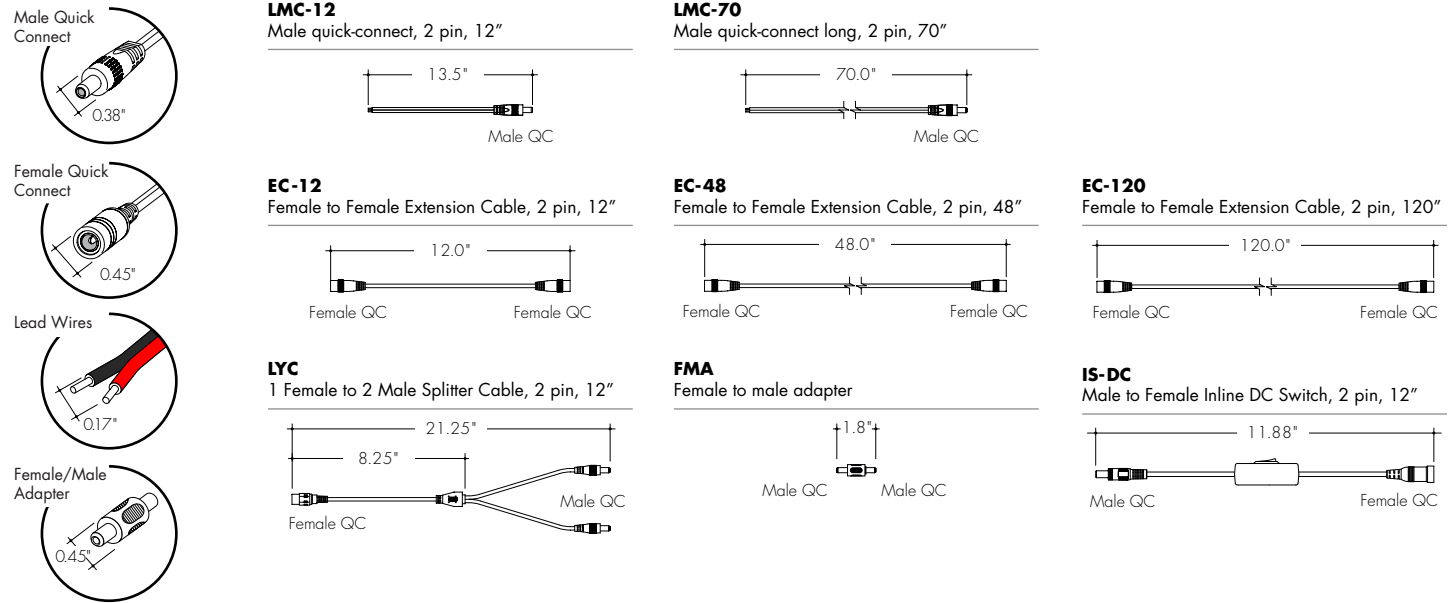 Male Quick
Connect
0.38"
Female Quick
Connect
0.45"
Lead Wires
0.17"
Female/Male
Adapter
0.45"
LMC-12
Male quick-connect, 2 pin, 12”
13.5"
Male QC
LMC-70
Male quick-connect long, 2 pin, 70”
70.0"
Male QC
EC-12
Female to Female Extension Cable, 2 pin, 12”
12.0"
Female QC Female QC
EC-48
Female to Female Extension Cable, 2 pin, 48”
48.0"
Female QC Female QC
EC-120
Female to Female Extension Cable, 2 pin, 120”
120.0"
Female QC Female QC
LYC
1 Female to 2 Male Splitter Cable, 2 pin, 12”
21.25"
8.25"
Male QC
Female QC
FMA
Female to male adapter
1.8"
Male QC Male QC
IS-DC
Male to Female Inline DC Switch, 2 pin, 12”
11.88"
Male QC Female QC